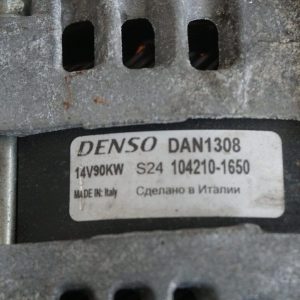 DENSO DAN1308
14V90KW S24 104210-1650
MADE IN: Italy Сделано в Италии